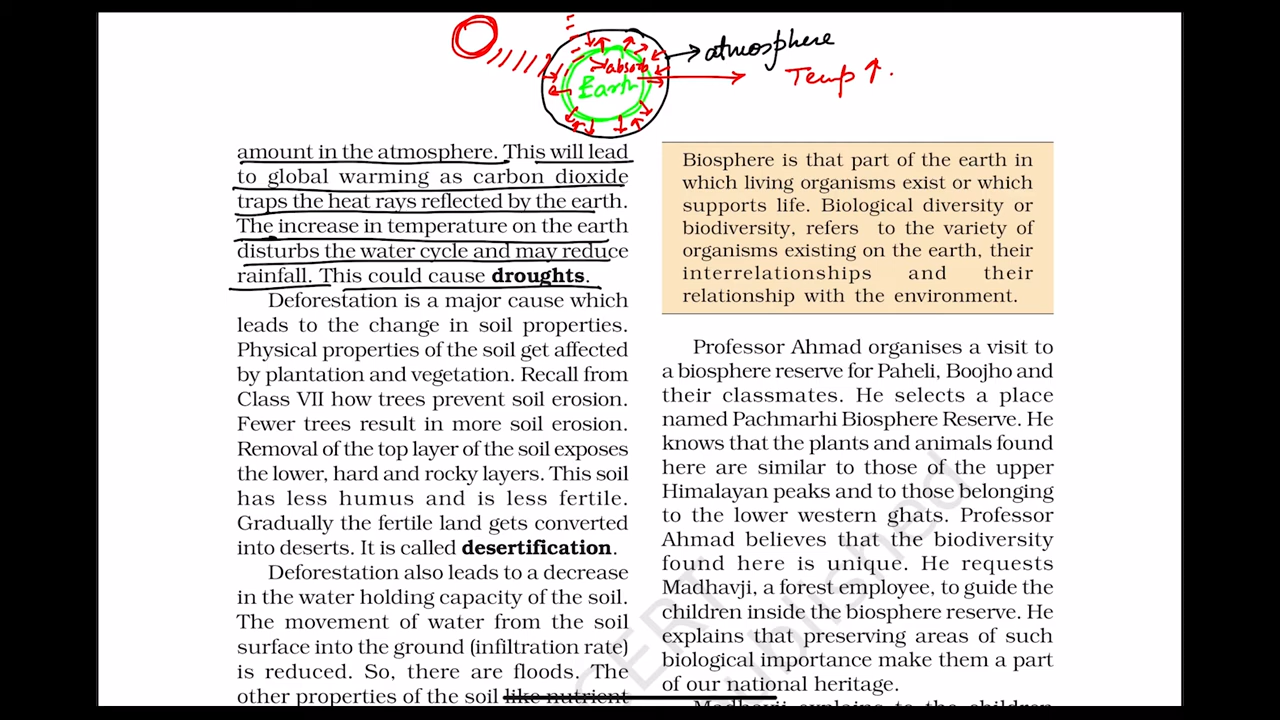 atmosphere
Temp ↑.
absorb
Earth
amount in the atmosphere. This will lead
to global warming as carbon dioxide
traps the heat rays reflected by the earth.
The increase in temperature on the earth
disturbs the water cycle and may reduce
rainfall. This could cause droughts.
Deforestation is a major cause which
leads to the change in soil properties.
Physical properties of the soil get affected
by plantation and vegetation. Recall from
Class VII how trees prevent soil erosion.
Fewer trees result in more soil erosion.
Removal of the top layer of the soil exposes
the lower, hard and rocky layers. This soil
has less humus and is less fertile.
Gradually the fertile land gets converted
into deserts. It is called desertification.
Deforestation also leads to a decrease
in the water holding capacity of the soil.
The movement of water from the soil
surface into the ground (infiltration rate)
is reduced. So, there are floods. The
other properties of the soil like nutrient
Biosphere is that part of the earth in
which living organisms exist or which
supports life. Biological diversity or
biodiversity, refers to the variety of
organisms existing on the earth, their
interrelationships and their
relationship with the environment.
Professor Ahmad organises a visit to
a biosphere reserve for Paheli, Boojho and
their classmates. He selects a place
named Pachmarhi Biosphere Reserve. He
knows that the plants and animals found
here are similar to those of the upper
Himalayan peaks and to those belonging
to the lower western ghats. Professor
Ahmad believes that the biodiversity
found here is unique. He requests
Madhavji, a forest employee, to guide the
children inside the biosphere reserve. He
explains that preserving areas of such
biological importance make them a part
of our national heritage.
Madhavji explains to the children